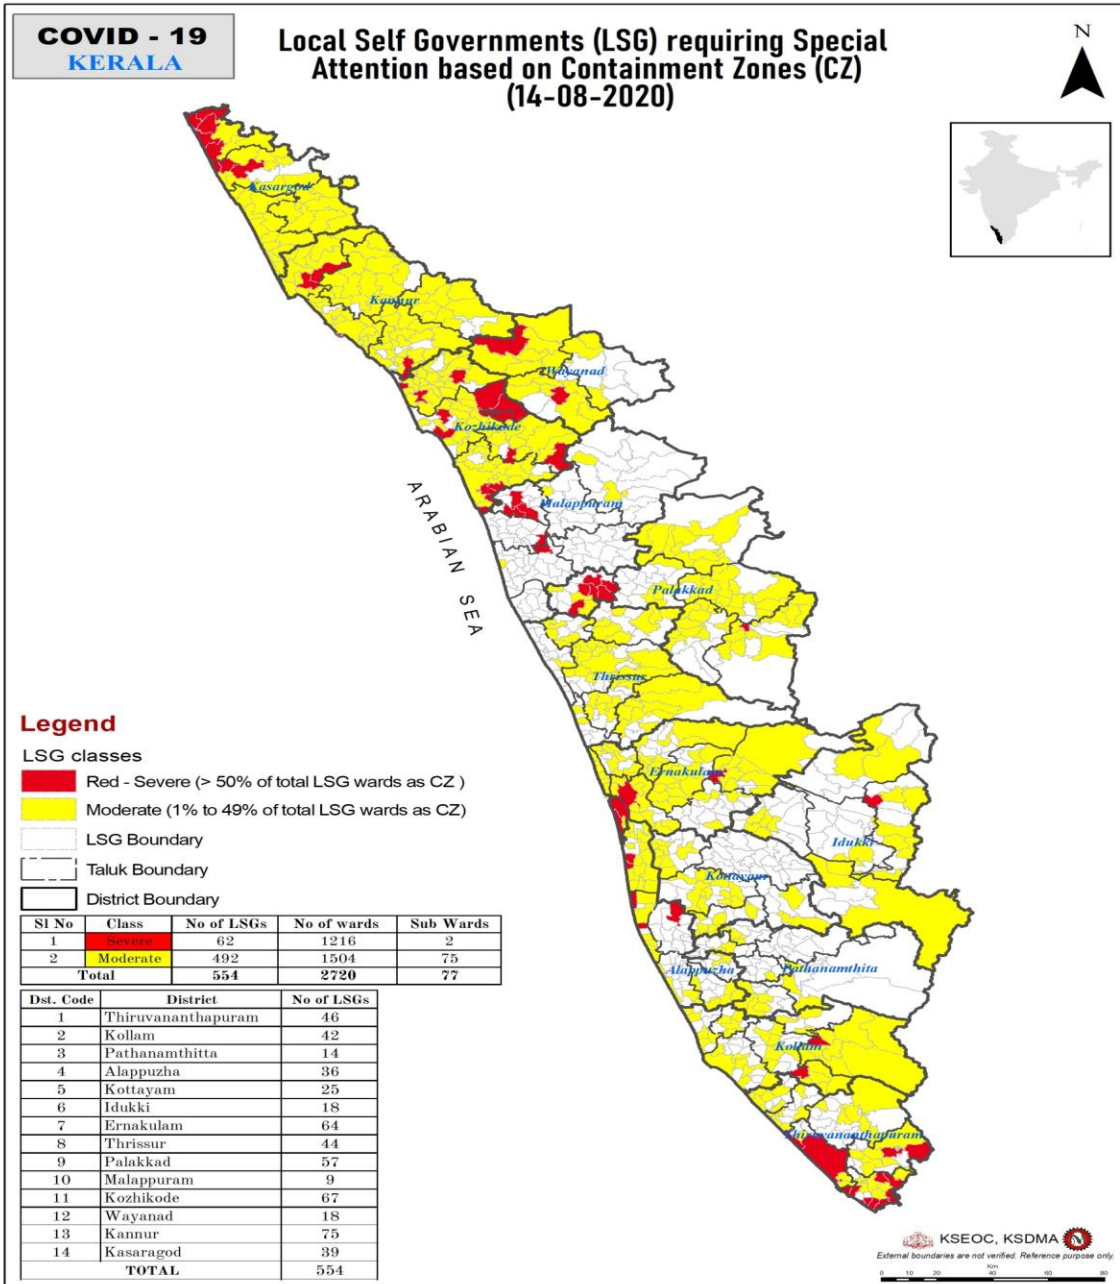 COVID - 19
KERALA
Local Self Governments (LSG) requiring Special
Attention based on Containment Zones (CZ)
(14-08-2020)
N
Kasargod
Kannur
Wayanad
Kozhikode
Malappuram
ARABIAN SEA
Palakkad
Thrissur
Ernakulam
Idukki
Kottayam
Alappuzha
Pathanamthita
Kollam
Thiruvananthapuram
Legend
LSG classes
Red - Severe (> 50% of total LSG wards as CZ )
Moderate (1% to 49% of total LSG wards as CZ)
LSG Boundary
Taluk Boundary
District Boundary
Sl No Class No of LSGs No of wards Sub Wards
1 Severe 62 1216 2
2 Moderate 492 1504 75
Total 554 2720 77
Dst. Code District No of LSGs
1 Thiruvananthapuram 46
2 Kollam 42
3 Pathanamthitta 14
4 Alappuzha 36
5 Kottayam 25
6 Idukki 18
7 Ernakulam 64
8 Thrissur 44
9 Palakkad 57
10 Malappuram 9
11 Kozhikode 67
12 Wayanad 18
13 Kannur 75
14 Kasaragod 39
TOTAL 554
KSEOC, KSDMA
External boundaries are not verified. Reference purpose only.
Km
0 10 20 40 60 80